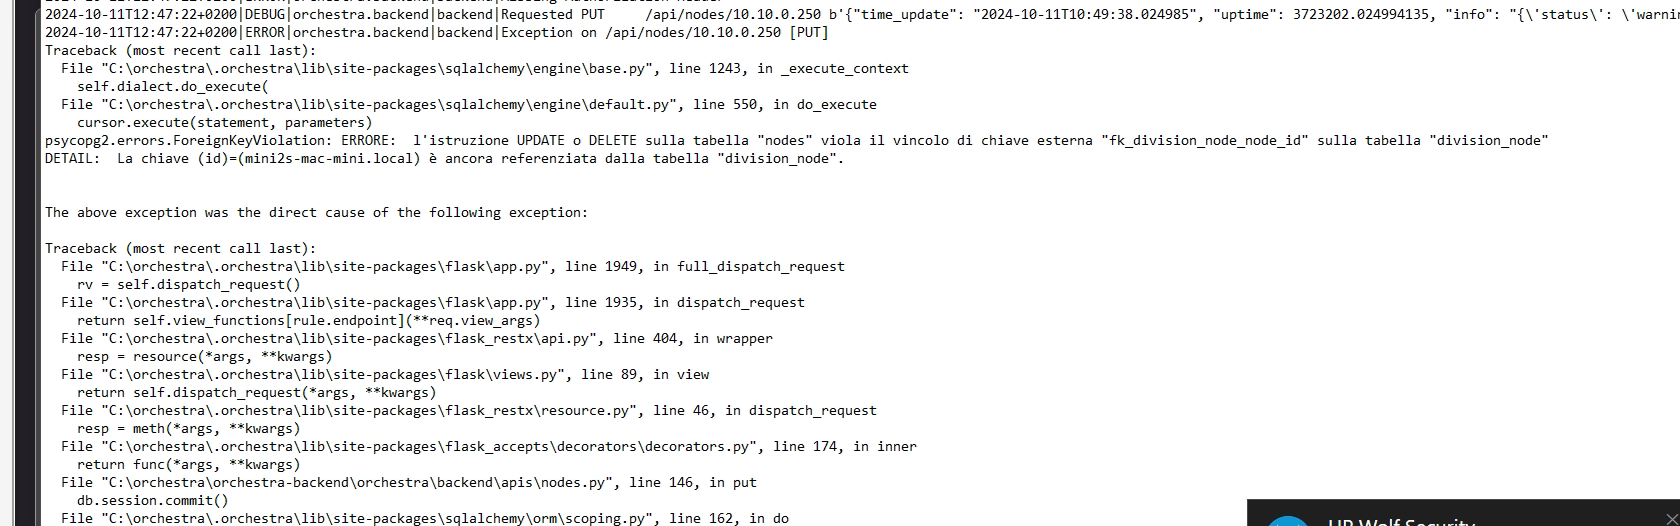 2024-10-11T12:47:22+0200|DEBUG|orchestra.backend|backend|Requested PUT     /api/nodes/10.10.0.250 b'{"time_update": "2024-10-11T10:49:38.024985", "uptime": 3723202.024994135, "info": "{\'status\': \'warnin
2024-10-11T12:47:22+0200|ERROR|orchestra.backend|backend|Exception on /api/nodes/10.10.0.250 [PUT]
Traceback (most recent call last):
  File "C:\orchestra\.orchestra\lib\site-packages\sqlalchemy\engine\base.py", line 1243, in _execute_context
    self.dialect.do_execute(
  File "C:\orchestra\.orchestra\lib\site-packages\sqlalchemy\engine\default.py", line 550, in do_execute
    cursor.execute(statement, parameters)
psycopg2.errors.ForeignKeyViolation: ERRORE:  l'istruzione UPDATE o DELETE sulla tabella "nodes" viola il vincolo di chiave esterna "fk_division_node_node_id" sulla tabella "division_node"
DETAIL:  La chiave (id)=(mini2s-mac-mini.local) è ancora referenziata dalla tabella "division_node".
The above exception was the direct cause of the following exception:
Traceback (most recent call last):
  File "C:\orchestra\.orchestra\lib\site-packages\flask\app.py", line 1949, in full_dispatch_request
    rv = self.dispatch_request()
  File "C:\orchestra\.orchestra\lib\site-packages\flask\app.py", line 1935, in dispatch_request
    return self.view_functions[rule.endpoint](**req.view_args)
  File "C:\orchestra\.orchestra\lib\site-packages\flask_restx\api.py", line 404, in wrapper
    resp = resource(*args, **kwargs)
  File "C:\orchestra\.orchestra\lib\site-packages\flask\views.py", line 89, in view
    return self.dispatch_request(*args, **kwargs)
  File "C:\orchestra\.orchestra\lib\site-packages\flask_restx\resource.py", line 46, in dispatch_request
    resp = meth(*args, **kwargs)
  File "C:\orchestra\.orchestra\lib\site-packages\flask_accepts\decorators\decorators.py", line 174, in inner
    return func(*args, **kwargs)
  File "C:\orchestra\orchestra-backend\orchestra\backend\apis\nodes.py", line 146, in put
    db.session.commit()
  File "C:\orchestra\.orchestra\lib\site-packages\sqlalchemy\orm\scoping.py", line 162, in do
HP Wolf Security